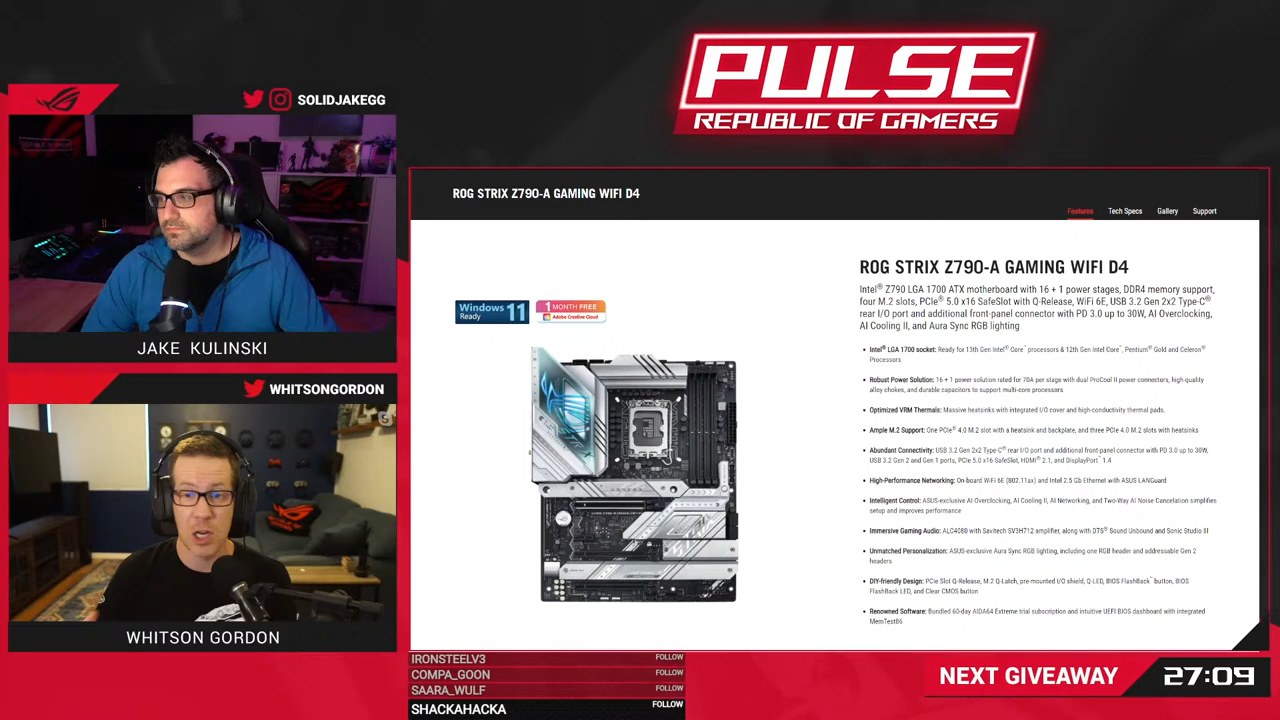 PULSE
REPUBLIC OF GAMERS
SOLIDJAKEGG
JAKE KULINSKI
WHITSONGORDON
WHITSON GORDON
ROG STRIX Z790-A GAMING WIFI D4
Features Tech Specs Gallery Support
Windows 11
Ready
1 MONTH FREE
Adobe Creative Cloud
ROG STRIX Z790-A GAMING WIFI D4
Intel® Z790 LGA 1700 ATX motherboard with 16 + 1 power stages, DDR4 memory support,
four M.2 slots, PCIe® 5.0 x16 SafeSlot with Q-Release, WiFi 6E, USB 3.2 Gen 2x2 Type-C®
rear I/O port and additional front-panel connector with PD 3.0 up to 30W, AI Overclocking,
AI Cooling II, and Aura Sync RGB lighting
• Intel® LGA 1700 socket: Ready for 13th Gen Intel® Core™ processors & 12th Gen Intel Core™, Pentium® Gold and Celeron®
Processors
• Robust Power Solution: 16 + 1 power solution rated for 70A per stage with dual ProCool II power connectors, high-quality
alloy chokes, and durable capacitors to support multi-core processors
• Optimized VRM Thermals: Massive heatsinks with integrated I/O cover and high-conductivity thermal pads.
• Ample M.2 Support: One PCIe® 4.0 M.2 slot with a heatsink and backplate, and three PCIe 4.0 M.2 slots with heatsinks
• Abundant Connectivity: USB 3.2 Gen 2x2 Type-C® rear I/O port and additional front-panel connector with PD 3.0 up to 30W,
USB 3.2 Gen 2 and Gen 1 ports, PCIe 5.0 x16 SafeSlot, HDMI® 2.1, and DisplayPort™ 1.4
• High-Performance Networking: On-board WiFi 6E (802.11ax) and Intel 2.5 Gb Ethernet with ASUS LANGuard
• Intelligent Control: ASUS-exclusive AI Overclocking, AI Cooling II, AI Networking, and Two-Way AI Noise Cancelation simplifies
setup and improves performance
• Immersive Gaming Audio: ALC4080 with Savitech SV3H712 amplifier, along with DTS® Sound Unbound and Sonic Studio III
• Unmatched Personalization: ASUS-exclusive Aura Sync RGB lighting, including one RGB header and addressable Gen 2
headers
• DIY-friendly Design: PCIe Slot Q-Release, M.2 Q-Latch, pre-mounted I/O shield, Q-LED, BIOS FlashBack™ button, BIOS
FlashBack LED, and Clear CMOS button
• Renowned Software: Bundled 60-day AIDA64 Extreme trial subscription and intuitive UEFI BIOS dashboard with integrated
MemTest86
IRONSTEELV3 FOLLOW
COMPA_GOON FOLLOW
SAARA_WULF FOLLOW
SHACKAHACKA FOLLOW
NEXT GIVEAWAY 27:09